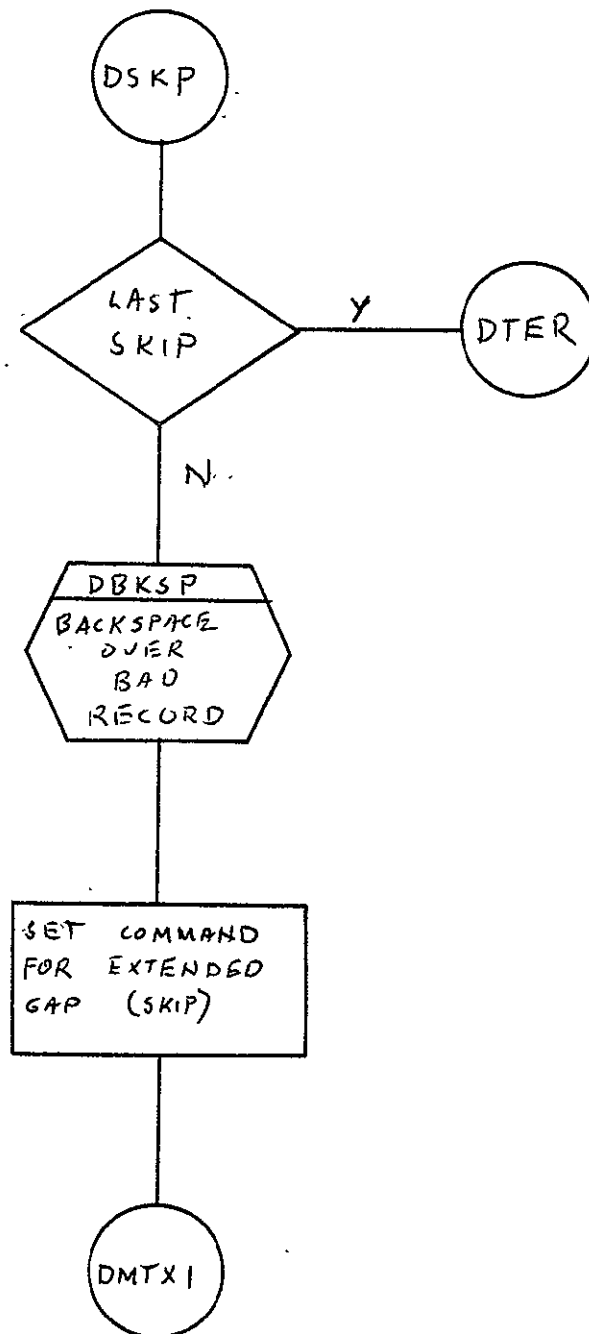 DSKP
LAST
SKIP
Y
DTER
N
DBKSP
BACKSPACE
OVER
BAD
RECORD
SET COMMAND
FOR EXTENDED
GAP (SKIP)
DMTX1